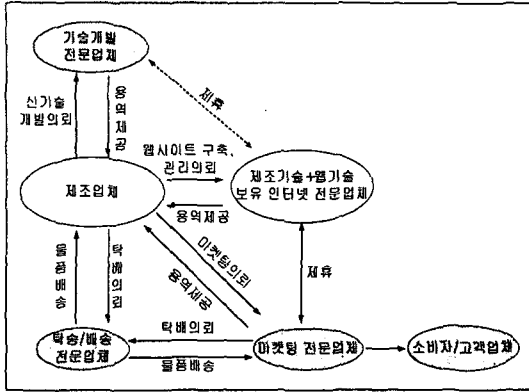 기술개발
전문업체
신기술
개발의뢰
용역제공
제휴
웹사이트 구축,
관리의뢰
제조업체
제조기술+웹기술
보유 인터넷 전문업체
용역제공
마켓팅의뢰
용역제공
물품배송
탁배의뢰
제휴
탁배의뢰
탁송/배송
전문업체
물품배송
마켓팅 전문업체
소비자/고객업체